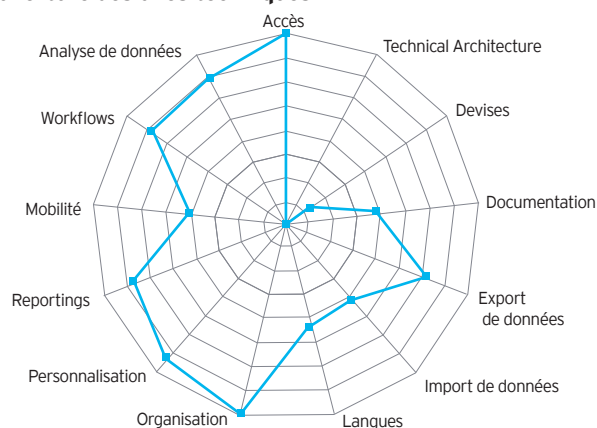 Accès
Technical Architecture
Devises
Documentation
Export
de données
Import de données
Langues
Organisation
Personnalisation
Reportings
Mobilité
Workflows
Analyse de données